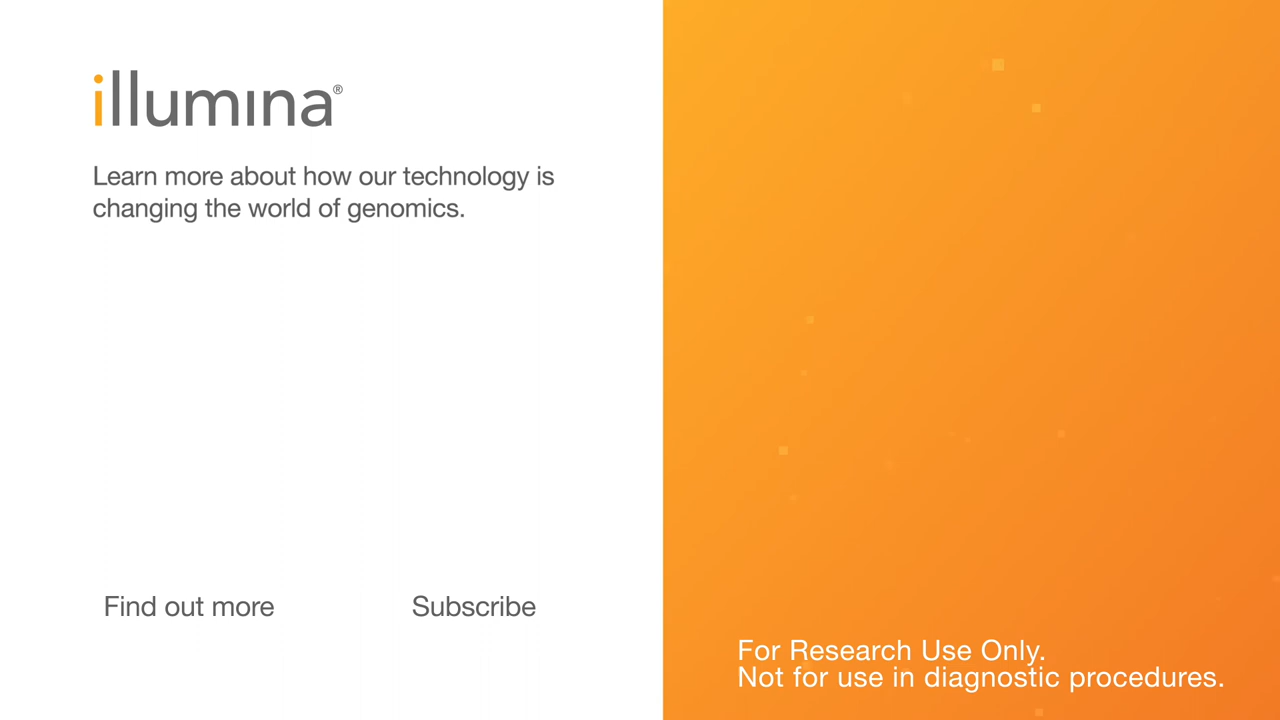 illumina®
Learn more about how our technology is
changing the world of genomics.
Find out more
Subscribe
For Research Use Only.
Not for use in diagnostic procedures.